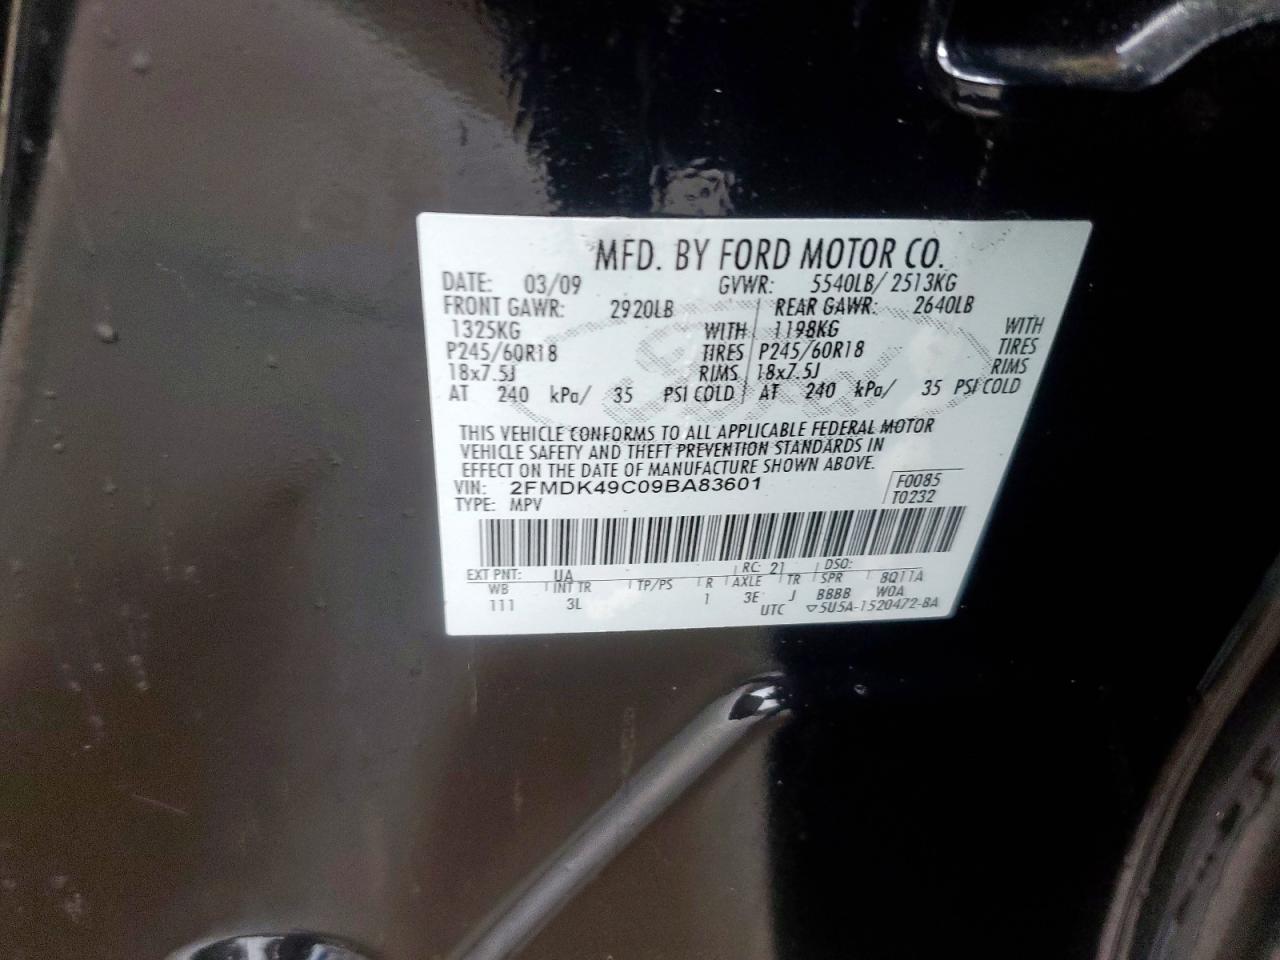 MFD. BY FORD MOTOR CO.
DATE: 03/09 GVWR: 5540LB/ 2513KG
FRONT GAWR: 2920LB REAR GAWR: 2640LB
1325KG WITH 1198KG WITH
P245/60R18 TIRES P245/60R18 TIRES
18x7.5J RIMS 18x7.5J RIMS
AT 240 kPa/ 35 PSI COLD AT 240 kPa/ 35 PSI COLD
THIS VEHICLE CONFORMS TO ALL APPLICABLE FEDERAL MOTOR
VEHICLE SAFETY AND THEFT PREVENTION STANDARDS IN
EFFECT ON THE DATE OF MANUFACTURE SHOWN ABOVE.
VIN: 2FMDK49C09BA83601 F0085
TYPE: MPV T0232
EXT PNT: UA RC: 21 DSO:
WB INT TR TP/PS R AXLE TR SPR 8Q11A
111 3L 1 3E J BBBB W0A
UTC ▽5U5A-1520472-BA